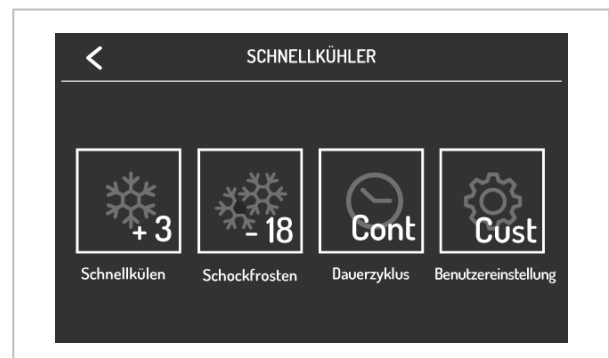 SCHNELLKÜHLER
+ 3 - 18 Cont Cust
Schnellkülen Schockfrosten Dauerzyklus Benutzereinstellung